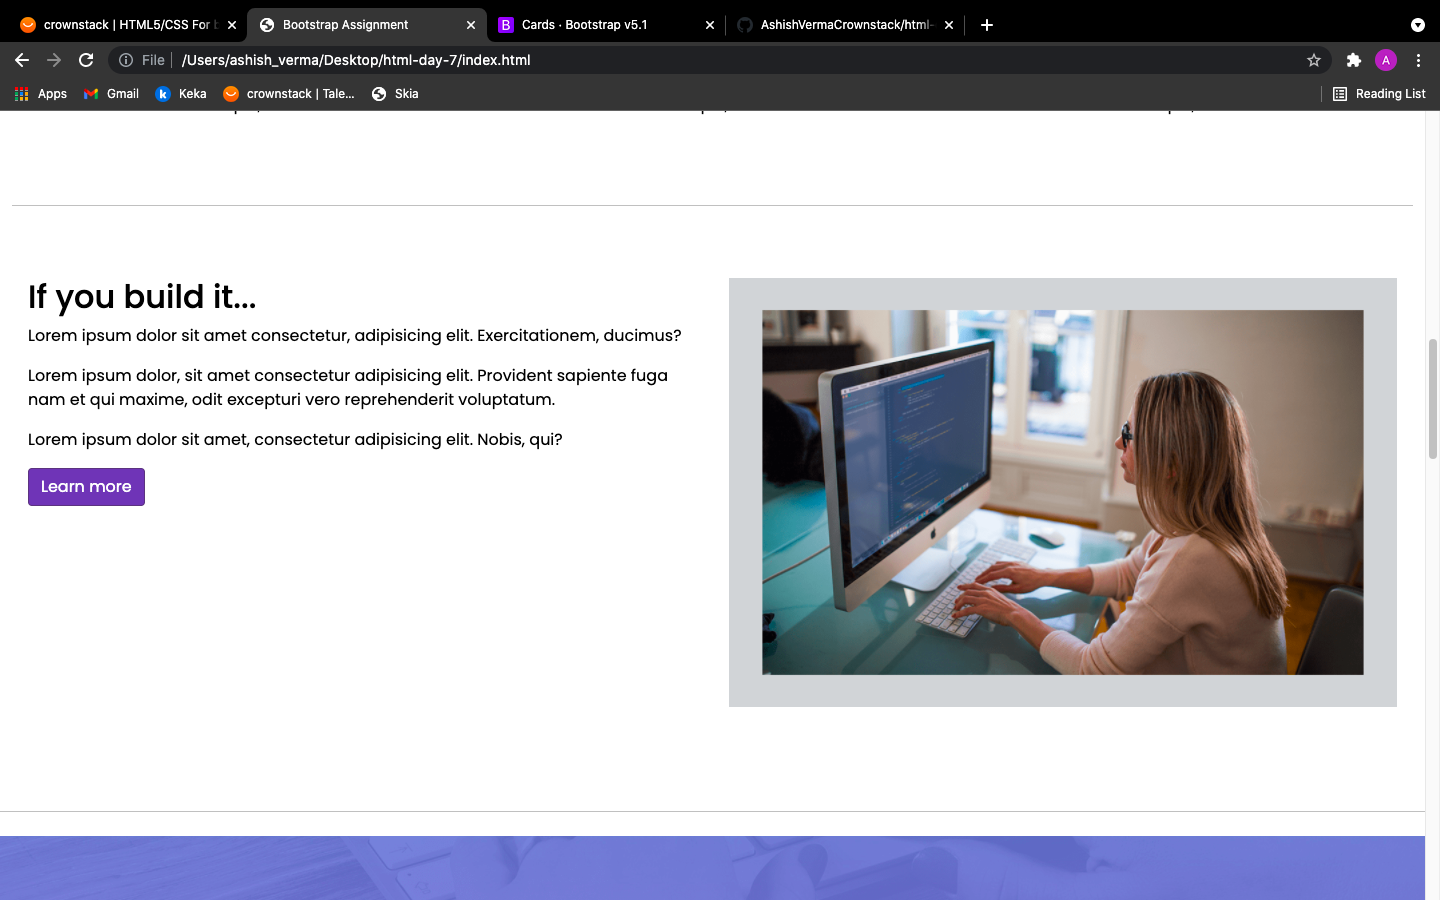 crownstack | HTML5/CSS For b
Bootstrap Assignment
B Cards · Bootstrap v5.1
AshishVermaCrownstack/html-
File /Users/ashish_verma/Desktop/html-day-7/index.html
A
Apps
Gmail
k Keka
crownstack | Tale...
Skia
Reading List
If you build it...
Lorem ipsum dolor sit amet consectetur, adipisicing elit. Exercitationem, ducimus?
Lorem ipsum dolor, sit amet consectetur adipisicing elit. Provident sapiente fuga
nam et qui maxime, odit excepturi vero reprehenderit voluptatum.
Lorem ipsum dolor sit amet, consectetur adipisicing elit. Nobis, qui?
Learn more